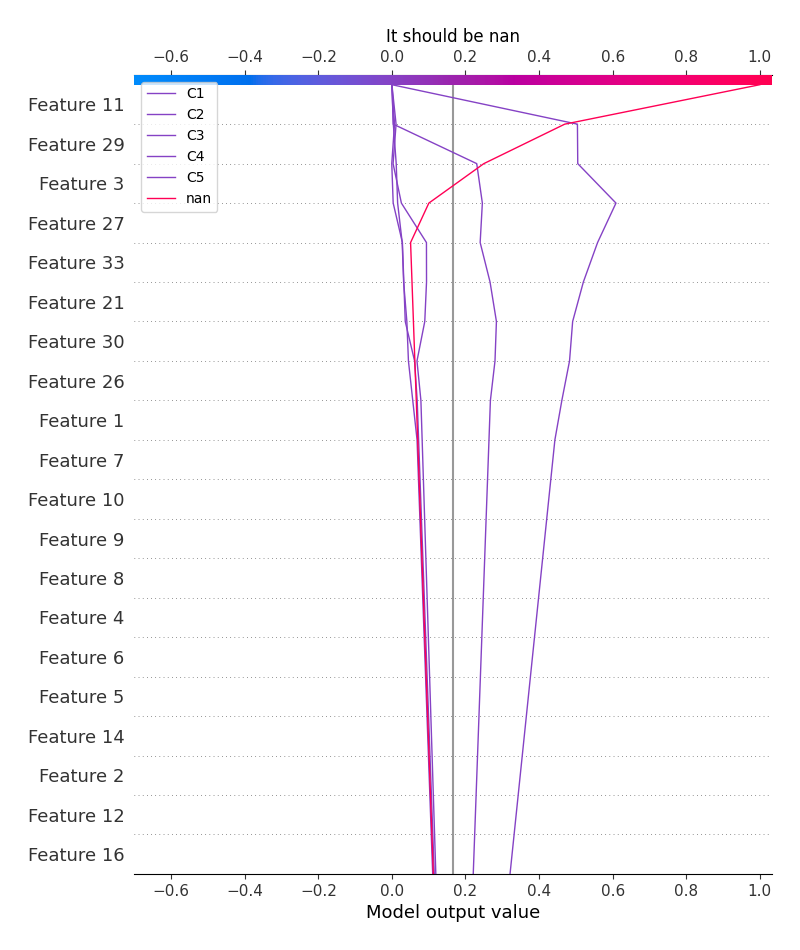 It should be nan
−0.6 −0.4 −0.2 0.0 0.2 0.4 0.6 0.8 1.0
C1
C2
C3
C4
C5
nan
Feature 11
Feature 29
Feature 3
Feature 27
Feature 33
Feature 21
Feature 30
Feature 26
Feature 1
Feature 7
Feature 10
Feature 9
Feature 8
Feature 4
Feature 6
Feature 5
Feature 14
Feature 2
Feature 12
Feature 16
−0.6 −0.4 −0.2 0.0 0.2 0.4 0.6 0.8 1.0
Model output value